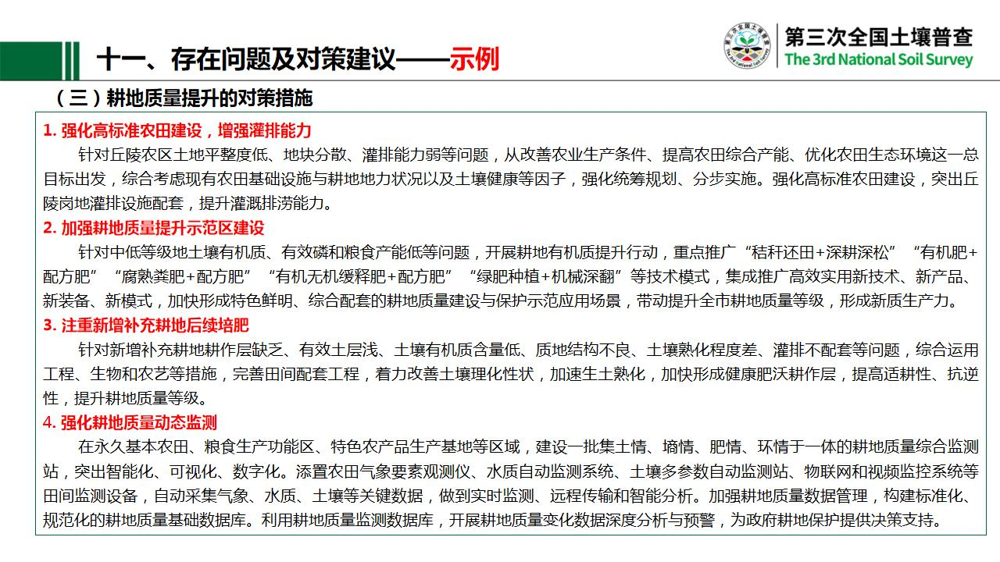 十一、存在问题及对策建议——示例
第三次全国土壤普查
The 3rd National Soil Survey
（三）耕地质量提升的对策措施
1. 强化高标准农田建设，增强灌排能力
针对丘陵农区土地平整度低、地块分散、灌排能力弱等问题，从改善农业生产条件、提高农田综合产能、优化农田生态环境这一总
目标出发，综合考虑现有农田基础设施与耕地地力状况以及土壤健康等因子，强化统筹规划、分步实施。强化高标准农田建设，突出丘
陵岗地灌排设施配套，提升灌溉排涝能力。
2. 加强耕地质量提升示范区建设
针对中低等级地土壤有机质、有效磷和粮食产能低等问题，开展耕地有机质提升行动，重点推广“秸秆还田+深耕深松”“有机肥+
配方肥”“腐熟粪肥+配方肥”“有机无机缓释肥+配方肥”“绿肥种植+机械深翻”等技术模式，集成推广高效实用新技术、新产品、
新装备、新模式，加快形成特色鲜明、综合配套的耕地质量建设与保护示范应用场景，带动提升全市耕地质量等级，形成新质生产力。
3. 注重新增补充耕地后续培肥
针对新增补充耕地耕作层缺乏、有效土层浅、土壤有机质含量低、质地结构不良、土壤熟化程度差、灌排不配套等问题，综合运用
工程、生物和农艺等措施，完善田间配套工程，着力改善土壤理化性状，加速生土熟化，加快形成健康肥沃耕作层，提高适耕性、抗逆
性，提升耕地质量等级。
4. 强化耕地质量动态监测
在永久基本农田、粮食生产功能区、特色农产品生产基地等区域，建设一批集土情、墒情、肥情、环情于一体的耕地质量综合监测
站，突出智能化、可视化、数字化。添置农田气象要素观测仪、水质自动监测系统、土壤多参数自动监测站、物联网和视频监控系统等
田间监测设备，自动采集气象、水质、土壤等关键数据，做到实时监测、远程传输和智能分析。加强耕地质量数据管理，构建标准化、
规范化的耕地质量基础数据库。利用耕地质量监测数据库，开展耕地质量变化数据深度分析与预警，为政府耕地保护提供决策支持。